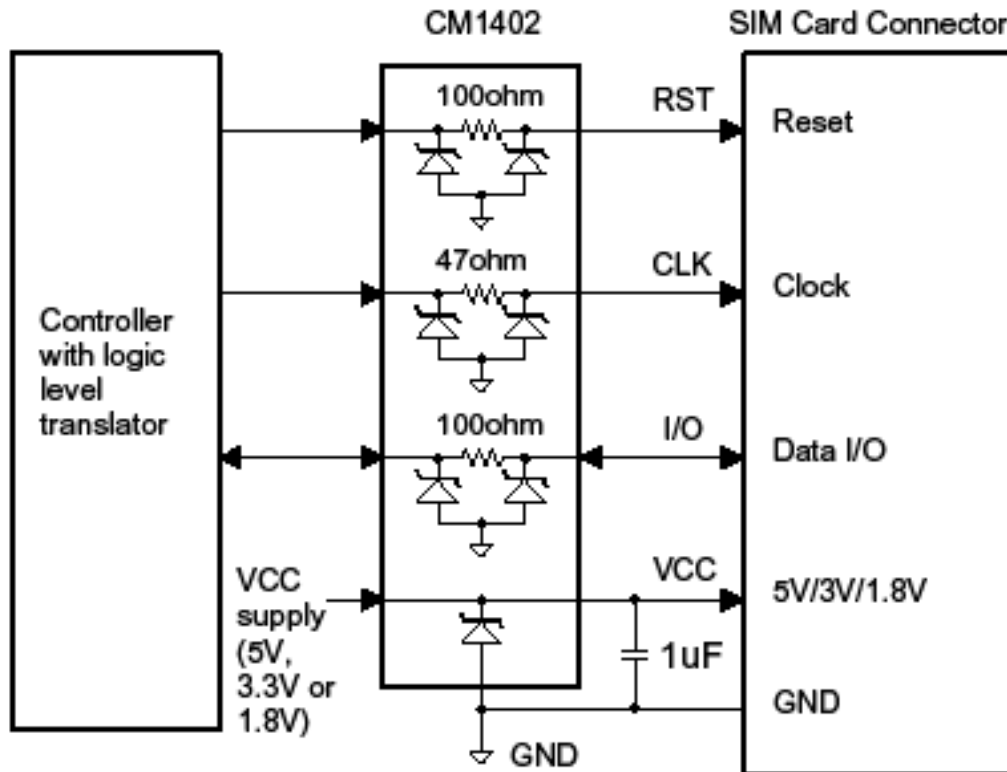 CM1402
SIM Card Connector
100ohm
RST
Reset
47ohm
CLK
Clock
Controller
with logic
level
translator
100ohm
I/O
Data I/O
VCC
supply
(5V,
3.3V or
1.8V)
VCC
5V/3V/1.8V
1uF
GND
GND